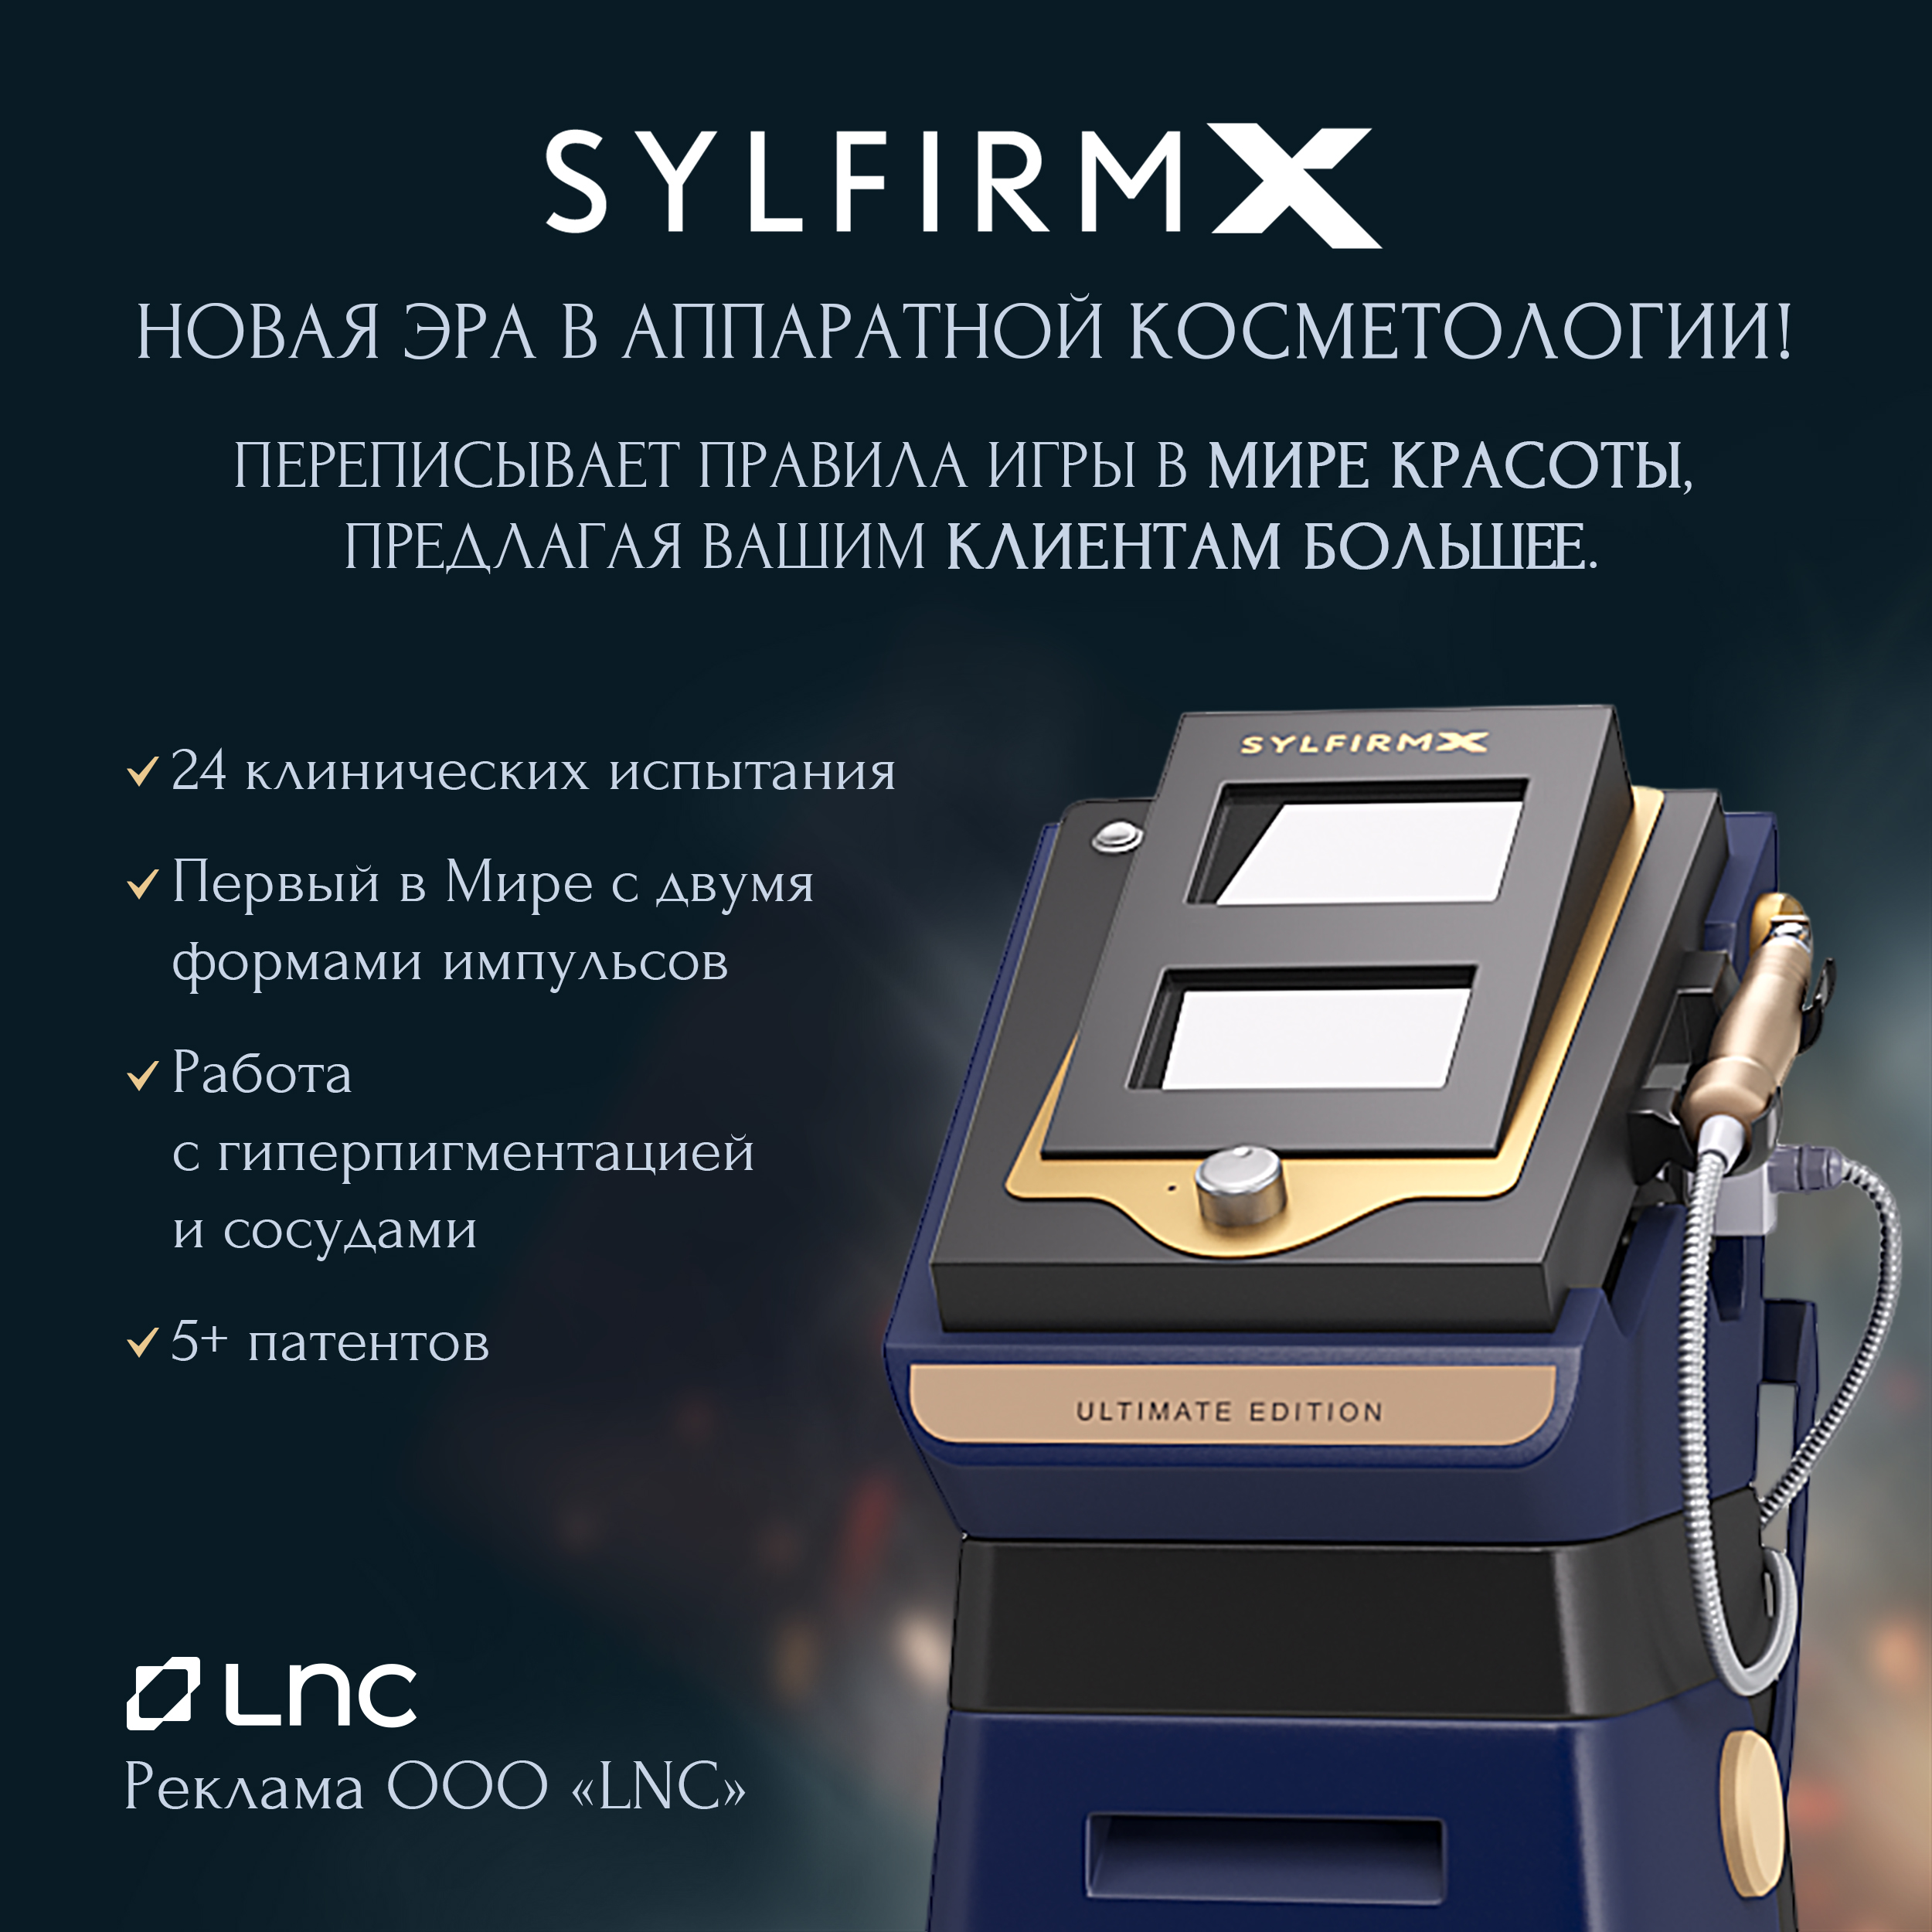 SYLFIRMX
НОВАЯ ЭРА В АППАРАТНОЙ КОСМЕТОЛОГИИ!
ПЕРЕПИСЫВАЕТ ПРАВИЛА ИГРЫ В МИРЕ КРАСОТЫ,
ПРЕДЛАГАЯ ВАШИМ КЛИЕНТАМ БОЛЬШЕЕ.
✓ 24 клинических испытания
✓ Первый в Мире с двумя
формами импульсов
✓ Работа
с гиперпигментацией
и сосудами
✓ 5+ патентов
SYLFIRMX
ULTIMATE EDITION
LNC
Реклама ООО «LNC»